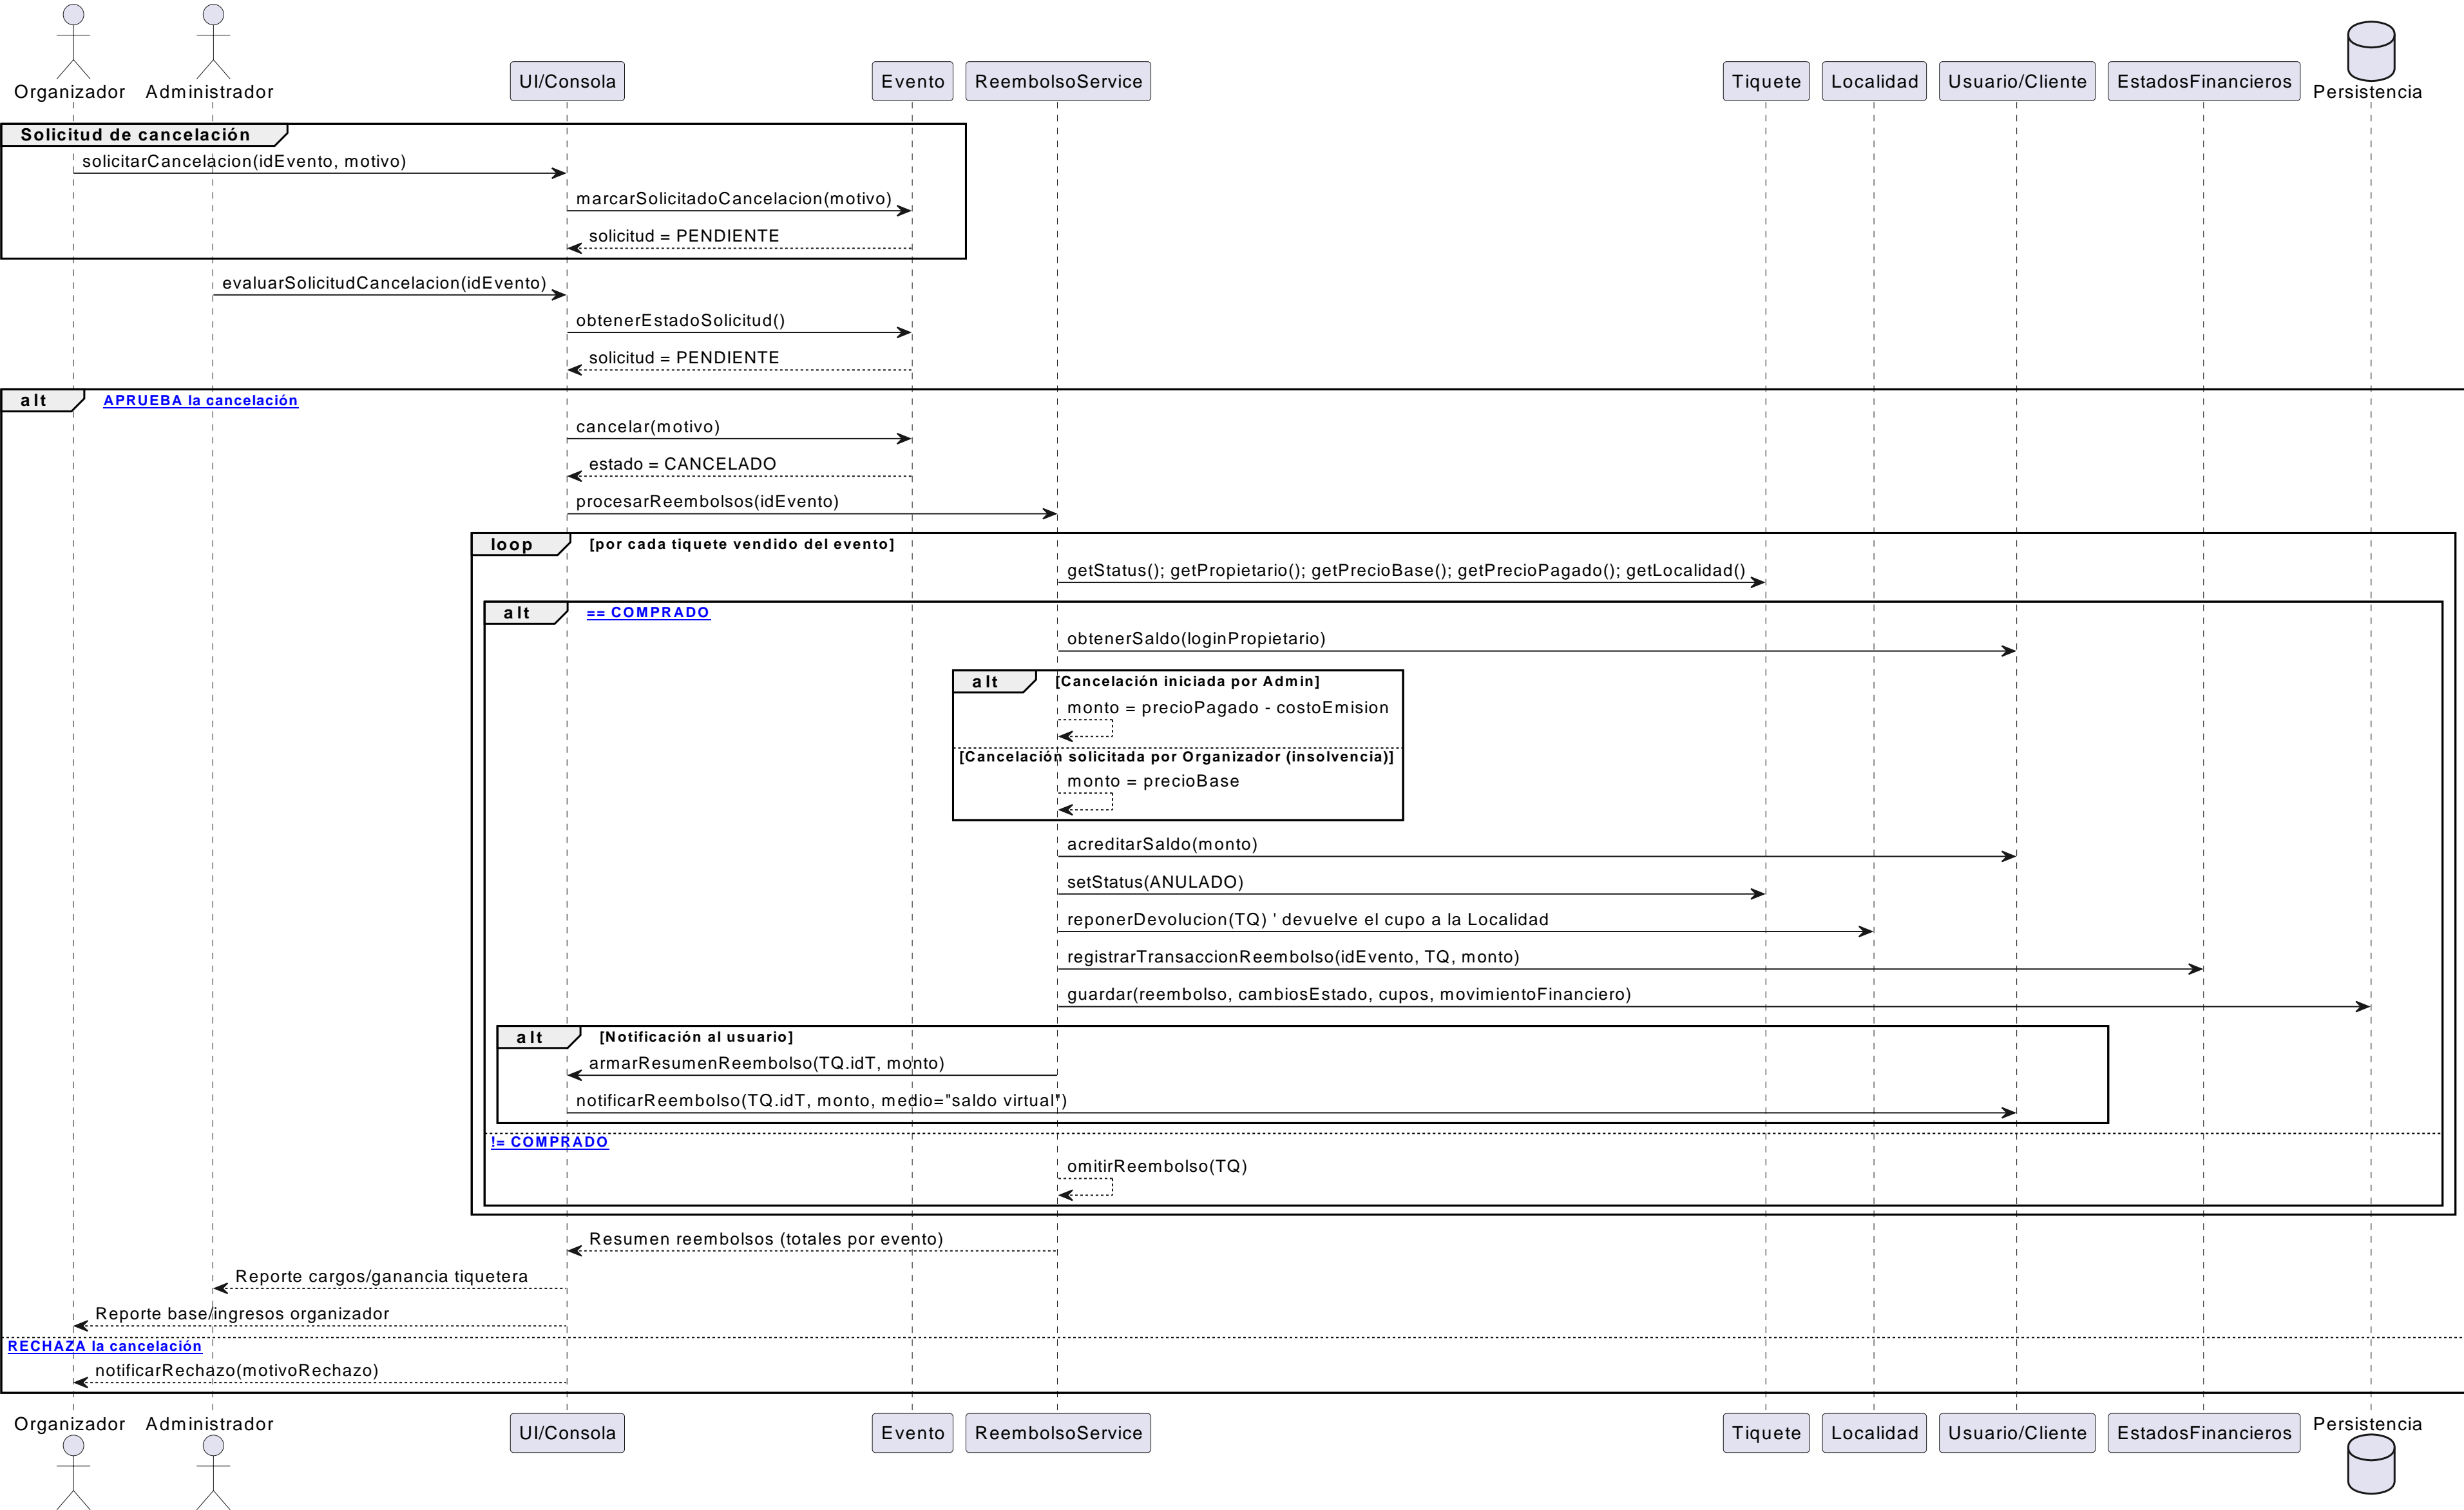 Organizador
Administrador
UI/Consola
Evento
ReembolsoService
Tiquete
Localidad
Usuario/Cliente
EstadosFinancieros
Persistencia
Solicitud de cancelación
solicitarCancelacion(idEvento, motivo)
marcarSolicitadoCancelacion(motivo)
solicitud = PENDIENTE
evaluarSolicitudCancelacion(idEvento)
obtenerEstadoSolicitud()
solicitud = PENDIENTE
alt
APRUEBA la cancelación
cancelar(motivo)
estado = CANCELADO
procesarReembolsos(idEvento)
loop
[por cada tiquete vendido del evento]
getStatus(); getPropietario(); getPrecioBase(); getPrecioPagado(); getLocalidad()
alt
== COMPRADO
obtenerSaldo(loginPropietario)
alt
[Cancelación iniciada por Admin]
monto = precioPagado - costoEmision
[Cancelación solicitada por Organizador (insolvencia)]
monto = precioBase
acreditarSaldo(monto)
setStatus(ANULADO)
reponerDevolucion(TQ) ' devuelve el cupo a la Localidad
registrarTransaccionReembolso(idEvento, TQ, monto)
guardar(reembolso, cambiosEstado, cupos, movimientoFinanciero)
alt
[Notificación al usuario]
armarResumenReembolso(TQ.idT, monto)
notificarReembolso(TQ.idT, monto, medio="saldo virtual")
!= COMPRADO
omitirReembolso(TQ)
Resumen reembolsos (totales por evento)
Reporte cargos/ganancia tiquetera
Reporte base/ingresos organizador
RECHAZA la cancelación
notificarRechazo(motivoRechazo)
Organizador
Administrador
UI/Consola
Evento
ReembolsoService
Tiquete
Localidad
Usuario/Cliente
EstadosFinancieros
Persistencia